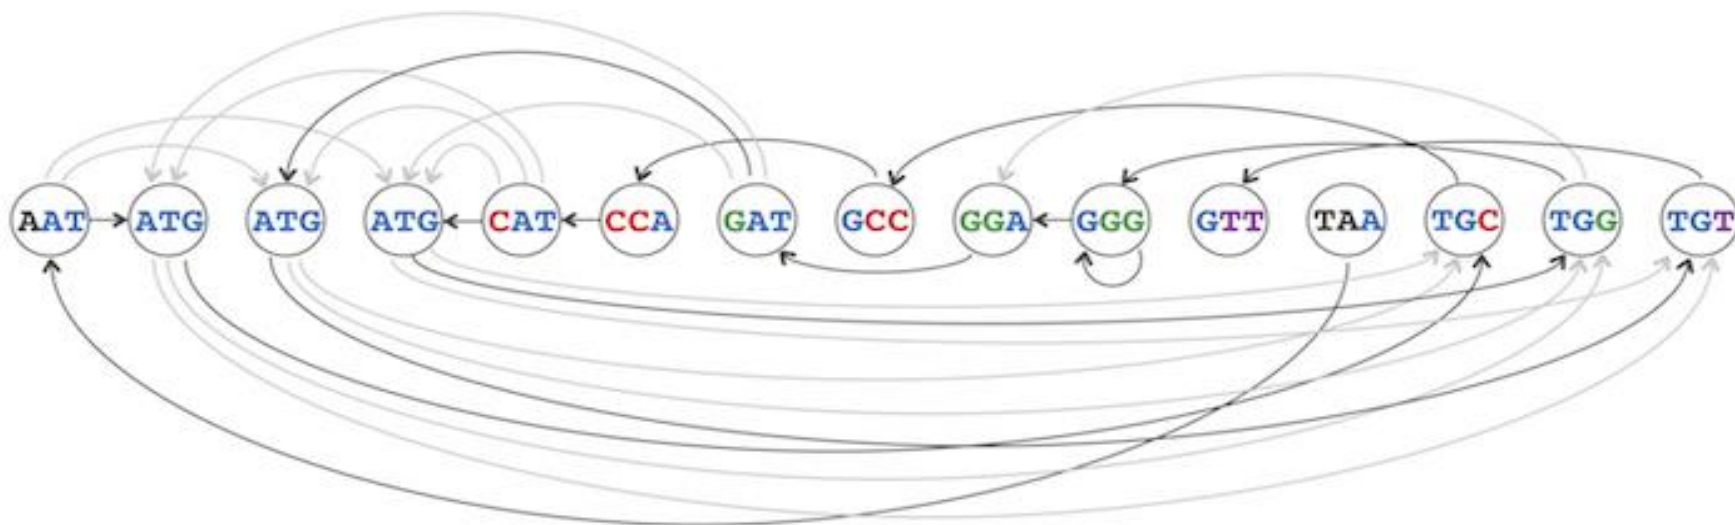 AAT ATG ATG ATG CAT CCA GAT GCC GGA GGG GTT TAA TGC TGG TGT